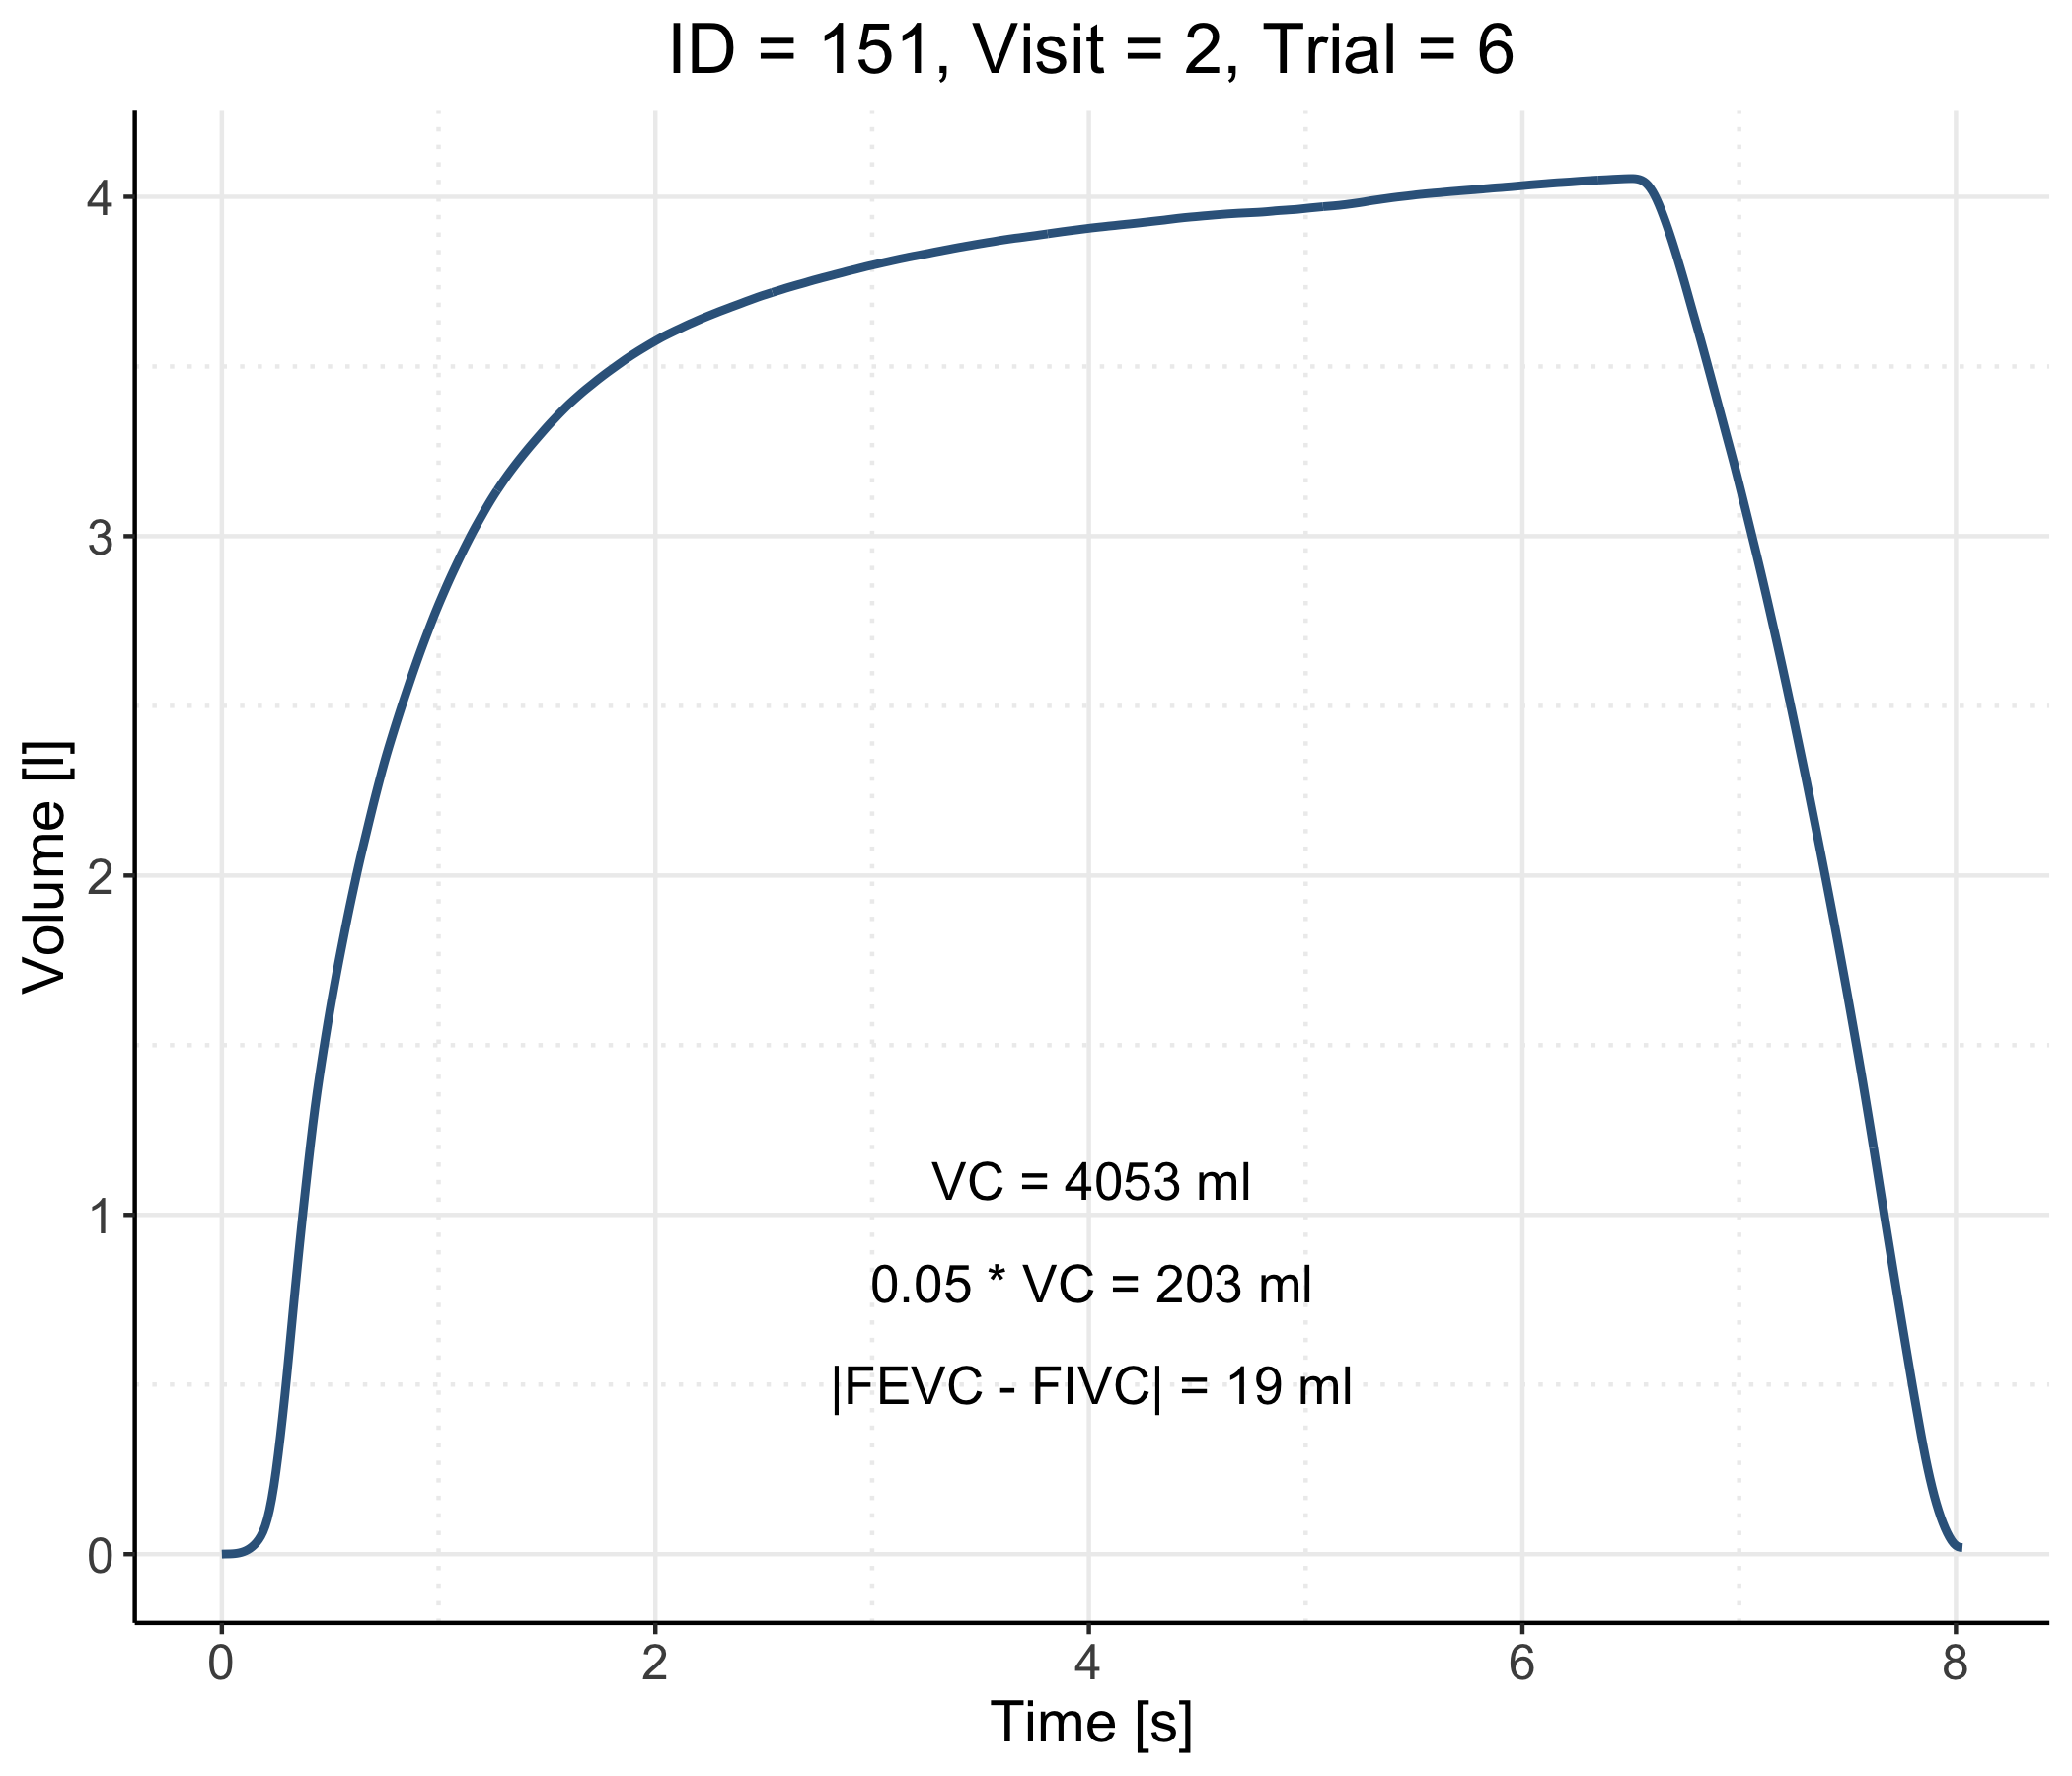 ID = 151, Visit = 2, Trial = 6
4
3
2
1
0
Volume [l]
VC = 4053 ml
0.05 * VC = 203 ml
|FEVC - FIVC| = 19 ml
0 2 4 6 8
Time [s]